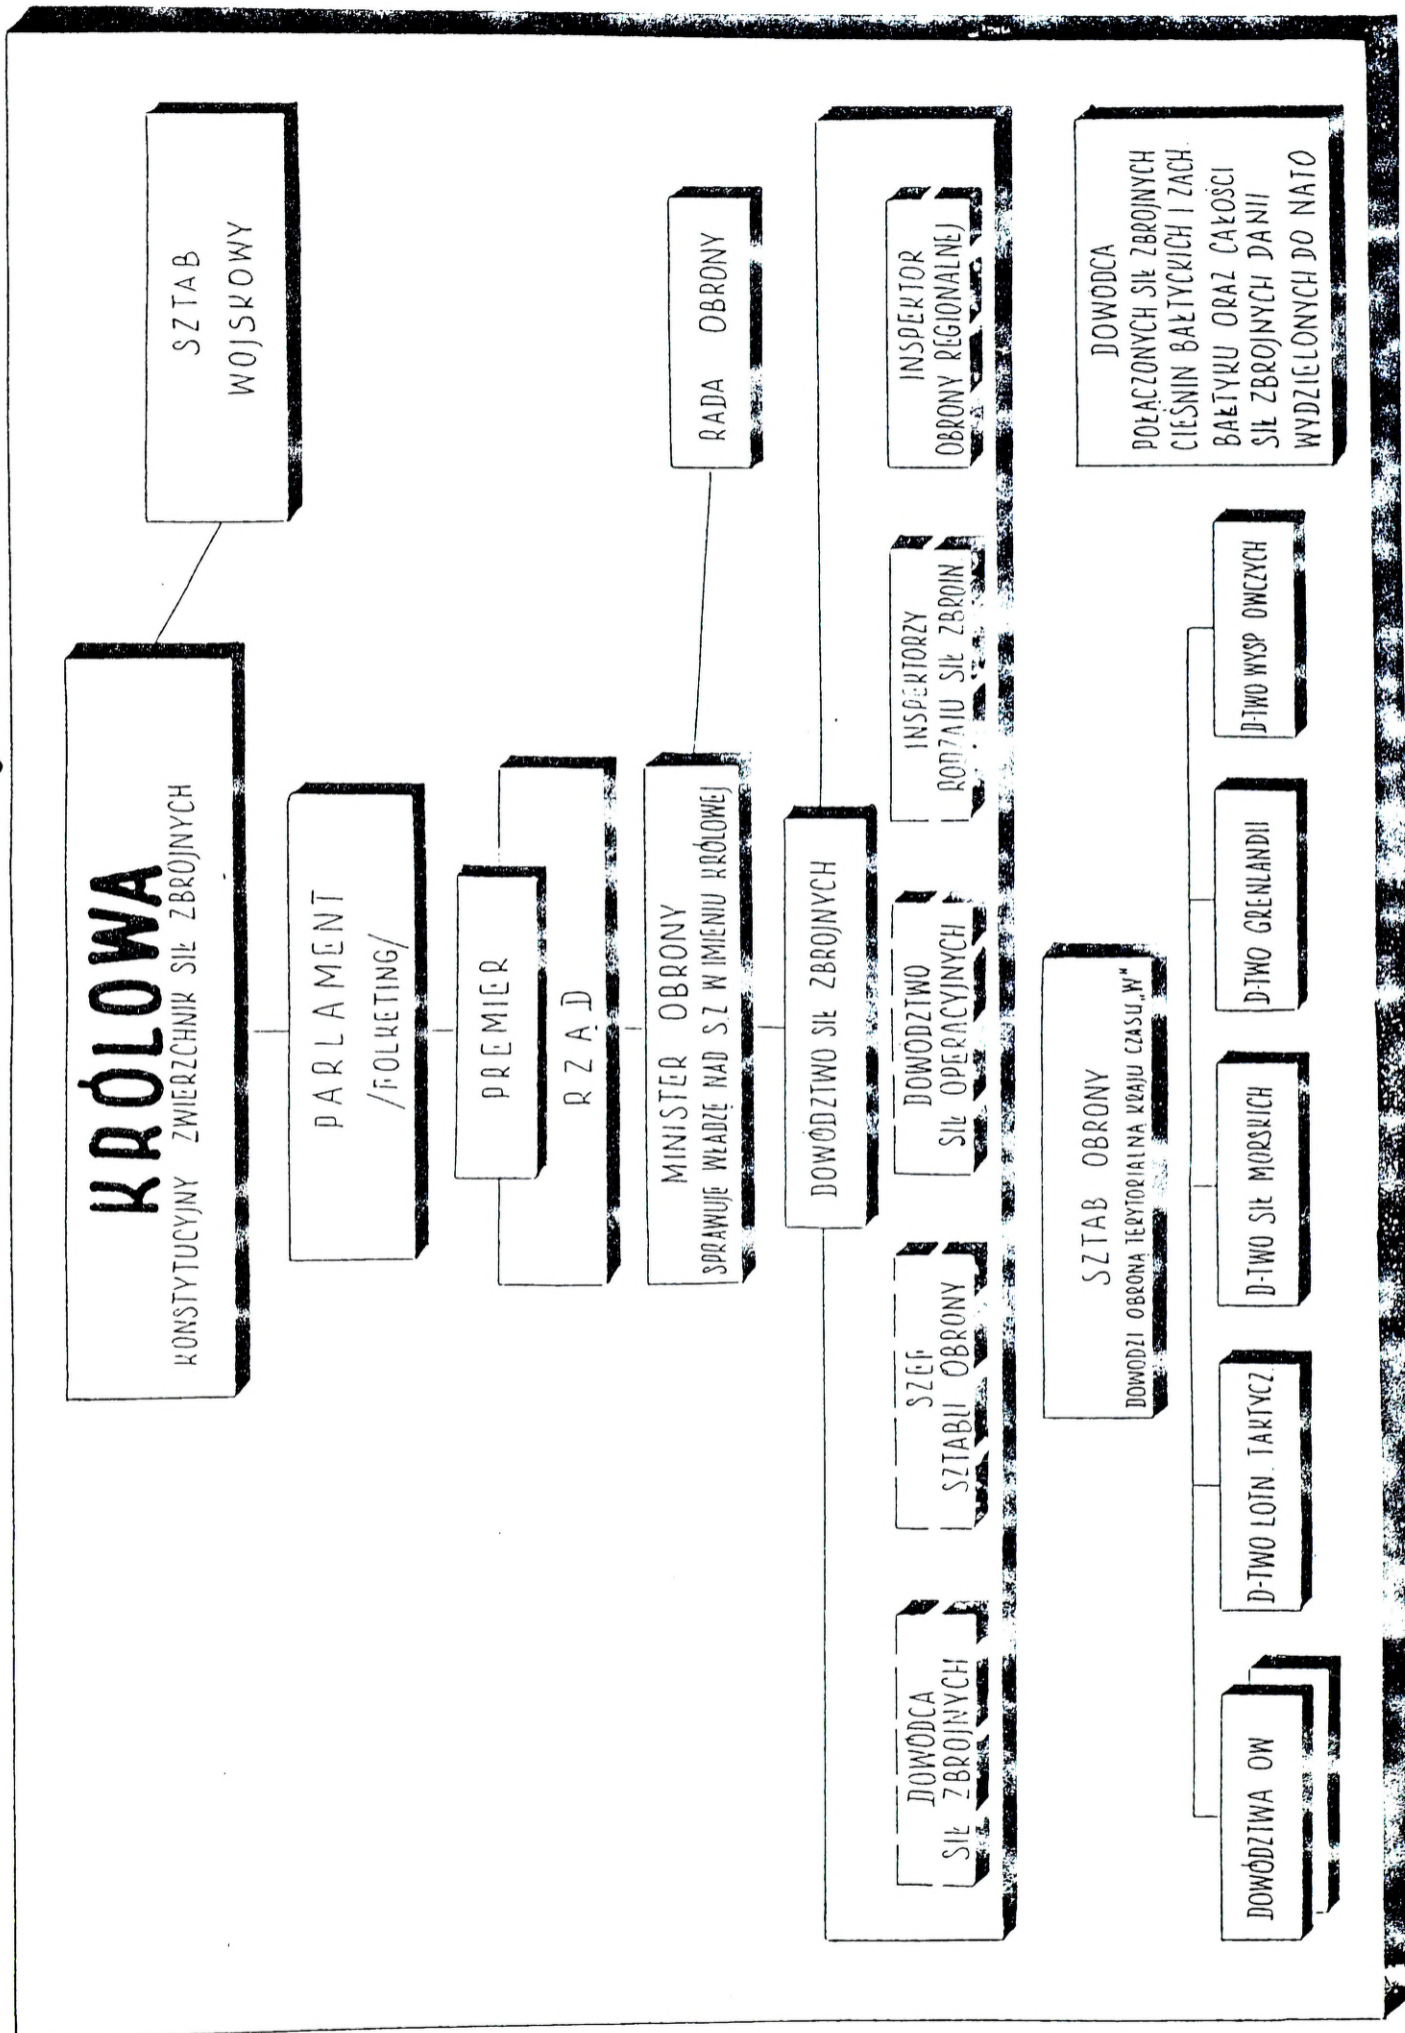 SZTAB
WOJSKOWY
KRÓLOWA
KONSTYTUCYJNY ZWIERZCHNIK SIŁ ZBROJNYCH
PARLAMENT
/FOLKETING/
PREMIER
RZĄD
MINISTER OBRONY
SPRAWUJE WŁADZĘ NAD S.Z W IMIENIU KRÓLOWEJ
RADA OBRONY
DOWÓDZTWO SIŁ ZBROJNYCH
DOWÓDCA
SIŁ ZBROJNYCH
SZEF
SZTABU OBRONY
DOWÓDZTWO
SIŁ OPERACYJNYCH
INSPEKTORZY
RODZAJU SIŁ ZBROJN
INSPEKTOR
OBRONY REGIONALNEJ
SZTAB OBRONY
DOWODZI OBRONĄ TERYTORIALNĄ KRAJU CZASU „W"
DOWÓDCA
POŁĄCZONYCH SIŁ ZBROJNYCH
CIEŚNIN BAŁTYCKICH I ZACH.
BAŁTYKU ORAZ CAŁOŚCI
SIŁ ZBROJNYCH DANII
WYDZIELONYCH DO NATO
DOWÓDZTWA OW
D-TWO LOTN. TAKTYCZ.
D-TWO SIŁ MORSKICH
D-TWO GRENLANDII
D-TWO WYSP OWCZYCH